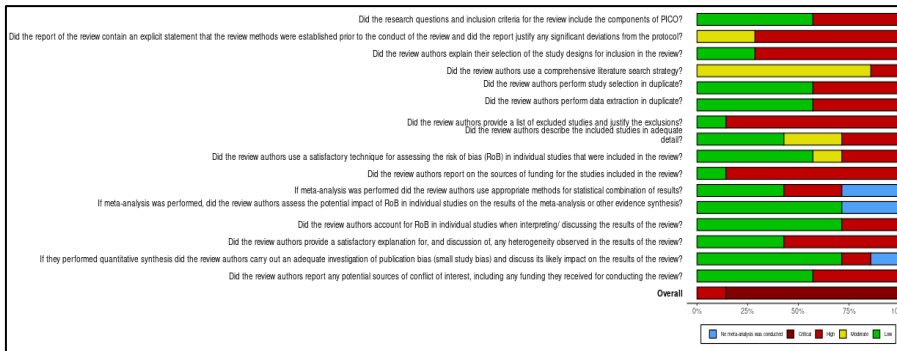 Did the research questions and inclusion criteria for the review include the components of PICO?
Did the report of the review contain an explicit statement that the review methods were established prior to the conduct of the review and did the report justify any significant deviations from the protocol?
Did the review authors explain their selection of the study designs for inclusion in the review?
Did the review authors use a comprehensive literature search strategy?
Did the review authors perform study selection in duplicate?
Did the review authors perform data extraction in duplicate?
Did the review authors provide a list of excluded studies and justify the exclusions?
Did the review authors describe the included studies in adequate
detail?
Did the review authors use a satisfactory technique for assessing the risk of bias (RoB) in individual studies that were included in the review?
Did the review authors report on the sources of funding for the studies included in the review?
If meta-analysis was performed did the review authors use appropriate methods for statistical combination of results?
If meta-analysis was performed, did the review authors assess the potential impact of RoB in individual studies on the results of the meta-analysis or other evidence synthesis?
Did the review authors account for RoB in individual studies when interpreting/ discussing the results of the review?
Did the review authors provide a satisfactory explanation for, and discussion of, any heterogeneity observed in the results of the review?
If they performed quantitative synthesis did the review authors carry out an adequate investigation of publication bias (small study bias) and discuss its likely impact on the results of the review?
Did the review authors report any potential sources of conflict of interest, including any funding they received for conducting the review?
Overall
0% 25% 50% 75% 100
No meta-analysis was conducted Critical High Moderate Low